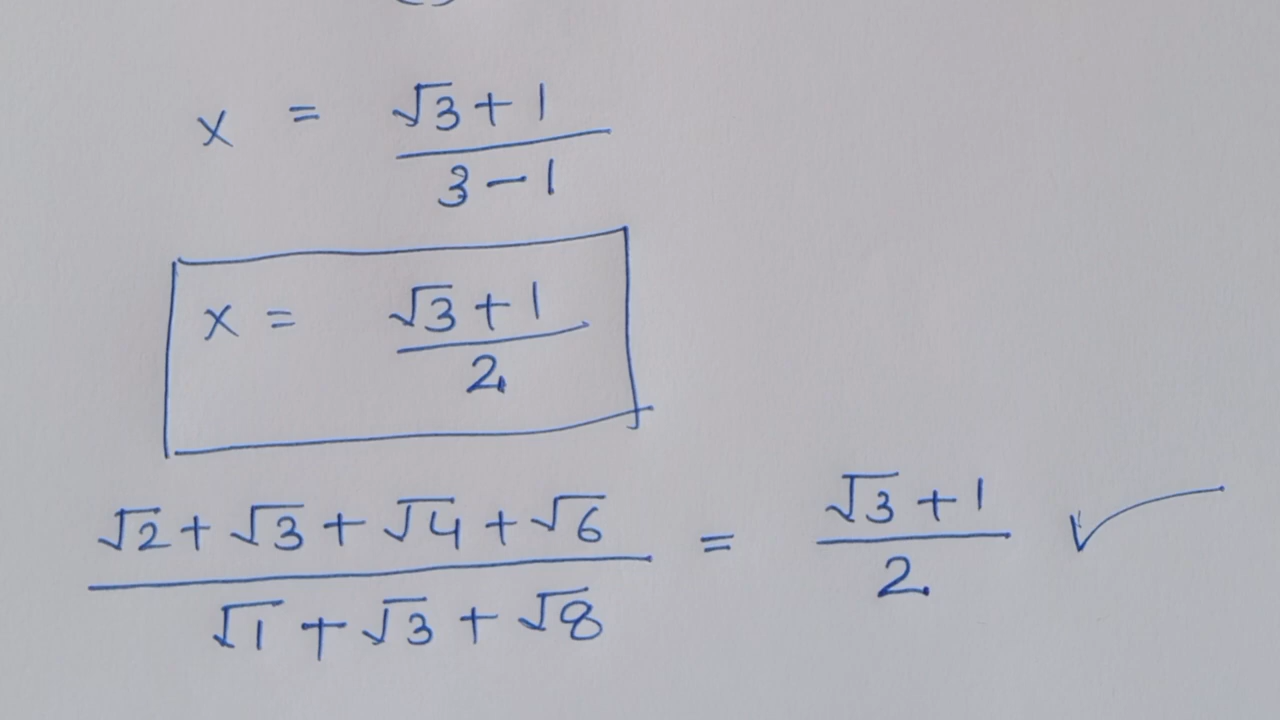 x = (√3 + 1)/(3 - 1)
x = (√3 + 1)/2
(√2 + √3 + √4 + √6)/(√1 + √3 + √8) = (√3 + 1)/2 ✓